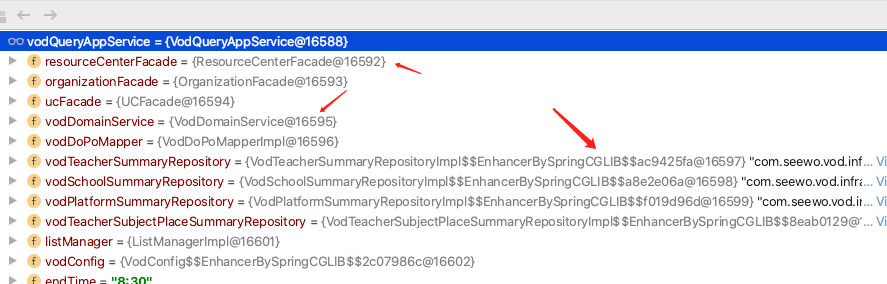 vodQueryAppService = {VodQueryAppService@16588}
f resourceCenterFacade = {ResourceCenterFacade@16592}
f organizationFacade = {OrganizationFacade@16593}
f ucFacade = {UCFacade@16594}
f vodDomainService = {VodDomainService@16595}
f vodDoPoMapper = {VodDoPoMapperImpl@16596}
f vodTeacherSummaryRepository = {VodTeacherSummaryRepositoryImpl$$EnhancerBySpringCGLIB$$ac9425fa@16597} "com.seewo.vod.infra... Vi
f vodSchoolSummaryRepository = {VodSchoolSummaryRepositoryImpl$$EnhancerBySpringCGLIB$$a8e2e06a@16598} "com.seewo.vod.infra... Vi
f vodPlatformSummaryRepository = {VodPlatformSummaryRepositoryImpl$$EnhancerBySpringCGLIB$$f019d96d@16599} "com.seewo.vod.inf... Vi
f vodTeacherSubjectPlaceSummaryRepository = {VodTeacherSubjectPlaceSummaryRepositoryImpl$$EnhancerBySpringCGLIB$$8eab0129@1... Vi
f listManager = {ListManagerImpl@16601}
f vodConfig = {VodConfig$$EnhancerBySpringCGLIB$$2c07986c@16602}
f endTime = "8:30"